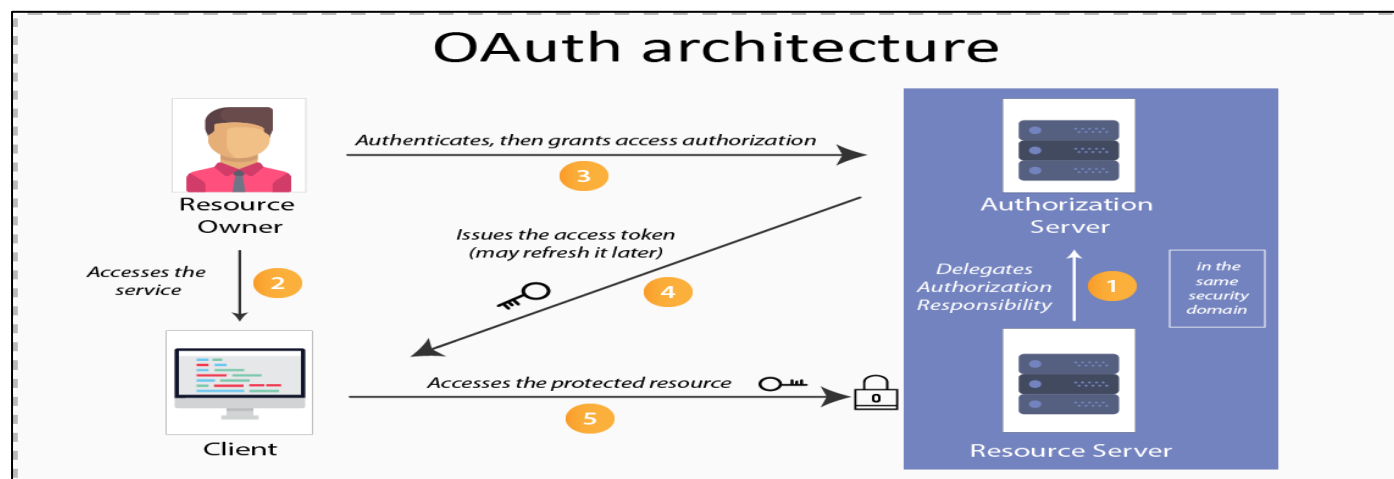 OAuth architecture
Authenticates, then grants access authorization
3
Resource
Owner
Authorization
Server
Issues the access token
(may refresh it later)
4
Accesses the
service
2
Delegates
Authorization
Responsibility
1
in the
same
security
domain
Accesses the protected resource
5
Client
Resource Server